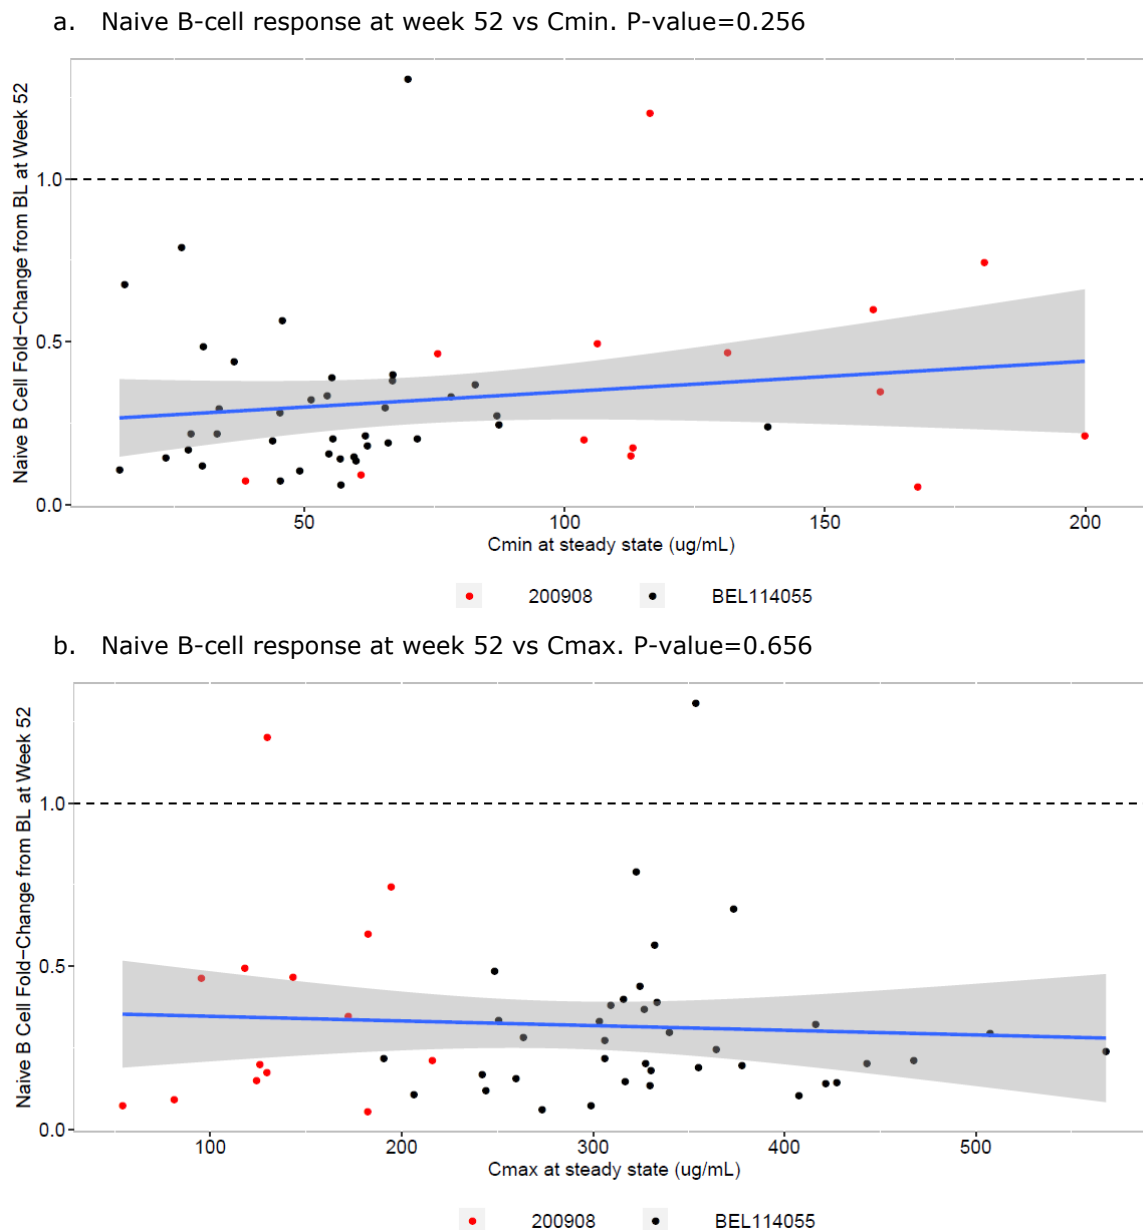 a. Naive B-cell response at week 52 vs Cmin. P-value=0.256
Naive B Cell Fold−Change from BL at Week 52
1.0
0.5
0.0
50 100 150 200
Cmin at steady state (ug/mL)
200908 BEL114055
b. Naive B-cell response at week 52 vs Cmax. P-value=0.656
Naive B Cell Fold−Change from BL at Week 52
1.0
0.5
0.0
100 200 300 400 500
Cmax at steady state (ug/mL)
200908 BEL114055